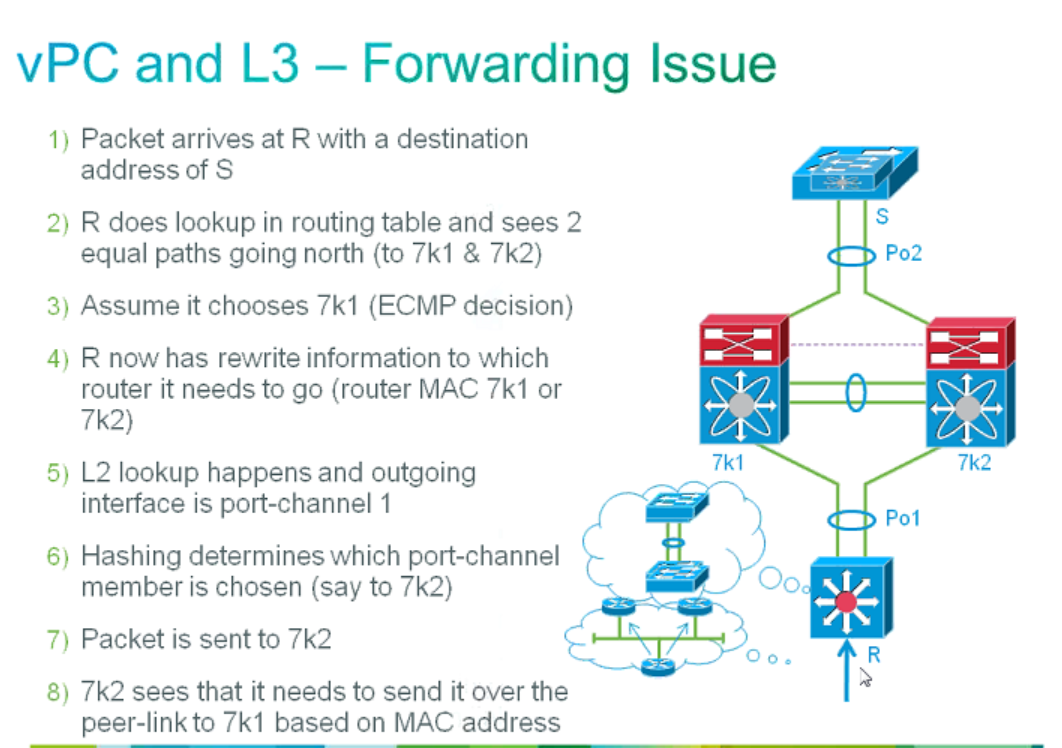 vPC and L3 – Forwarding Issue
1) Packet arrives at R with a destination
address of S
2) R does lookup in routing table and sees 2
equal paths going north (to 7k1 & 7k2)
3) Assume it chooses 7k1 (ECMP decision)
4) R now has rewrite information to which
router it needs to go (router MAC 7k1 or
7k2)
5) L2 lookup happens and outgoing
interface is port-channel 1
6) Hashing determines which port-channel
member is chosen (say to 7k2)
7) Packet is sent to 7k2
8) 7k2 sees that it needs to send it over the
peer-link to 7k1 based on MAC address
S
Po2
7k1
7k2
Po1
R